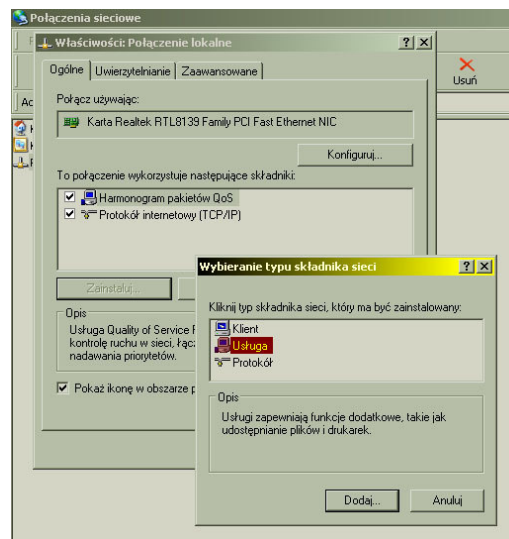 Połączenia sieciowe
Właściwości: Połączenie lokalne
Ogólne
Uwierzytelnianie
Zaawansowane
Usuń
Połącz używając:
Karta Realtek RTL8139 Family PCI Fast Ethernet NIC
Konfiguruj...
To połączenie wykorzystuje następujące składniki:
Harmonogram pakietów QoS
Protokół internetowy (TCP/IP)
Zainstaluj...
Opis
Usługa Quality of Service
kontrolę ruchu w sieci,
nadawania priorytetów.
Pokaż ikonę w obszarze
Wybieranie typu składnika sieci
Kliknij typ składnika sieci, który ma być zainstalowany:
Klient
Usługa
Protokół
Opis
Usługi zapewniają funkcje dodatkowe, takie jak
udostępnianie plików i drukarek.
Dodaj...
Anuluj